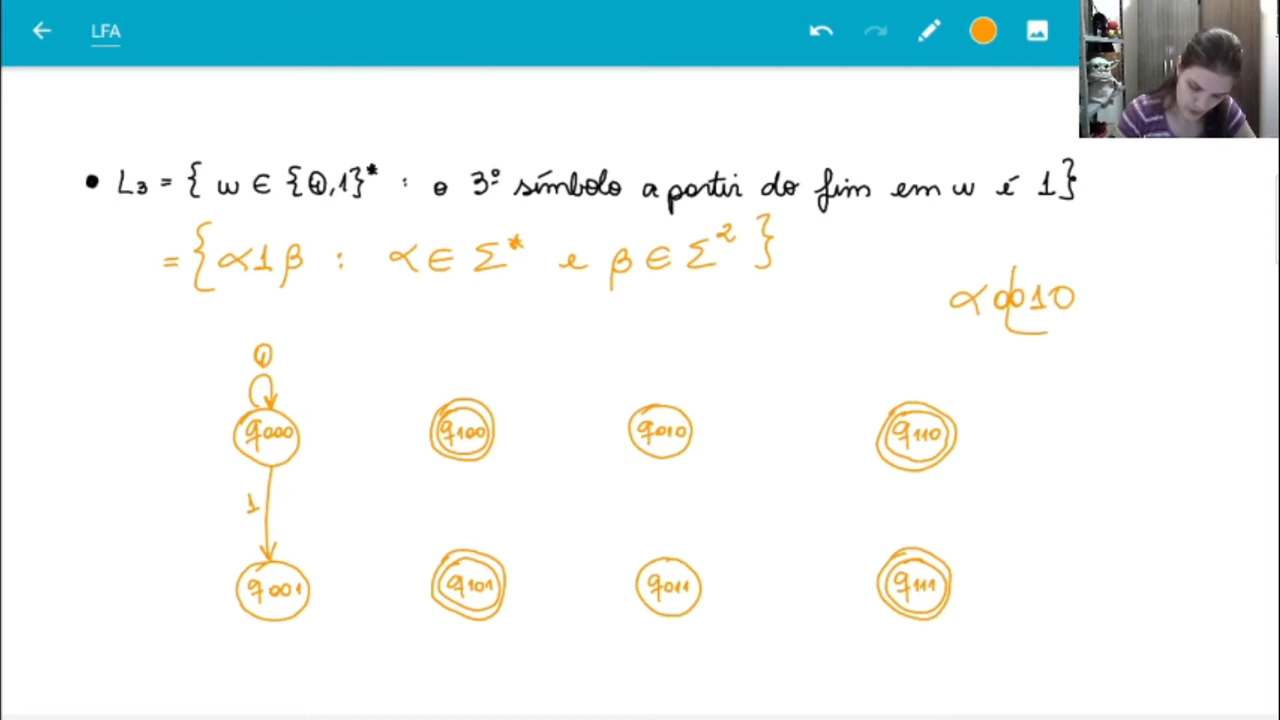 LFA
• L₃ = { w ∈ {0,1}* : o 3º símbolo a partir do fim em w é 1}
= { α1β : α ∈ Σ* e β ∈ Σ² }
α0010
0
q000 q100 q010 q110
1
q001 q101 q011 q111